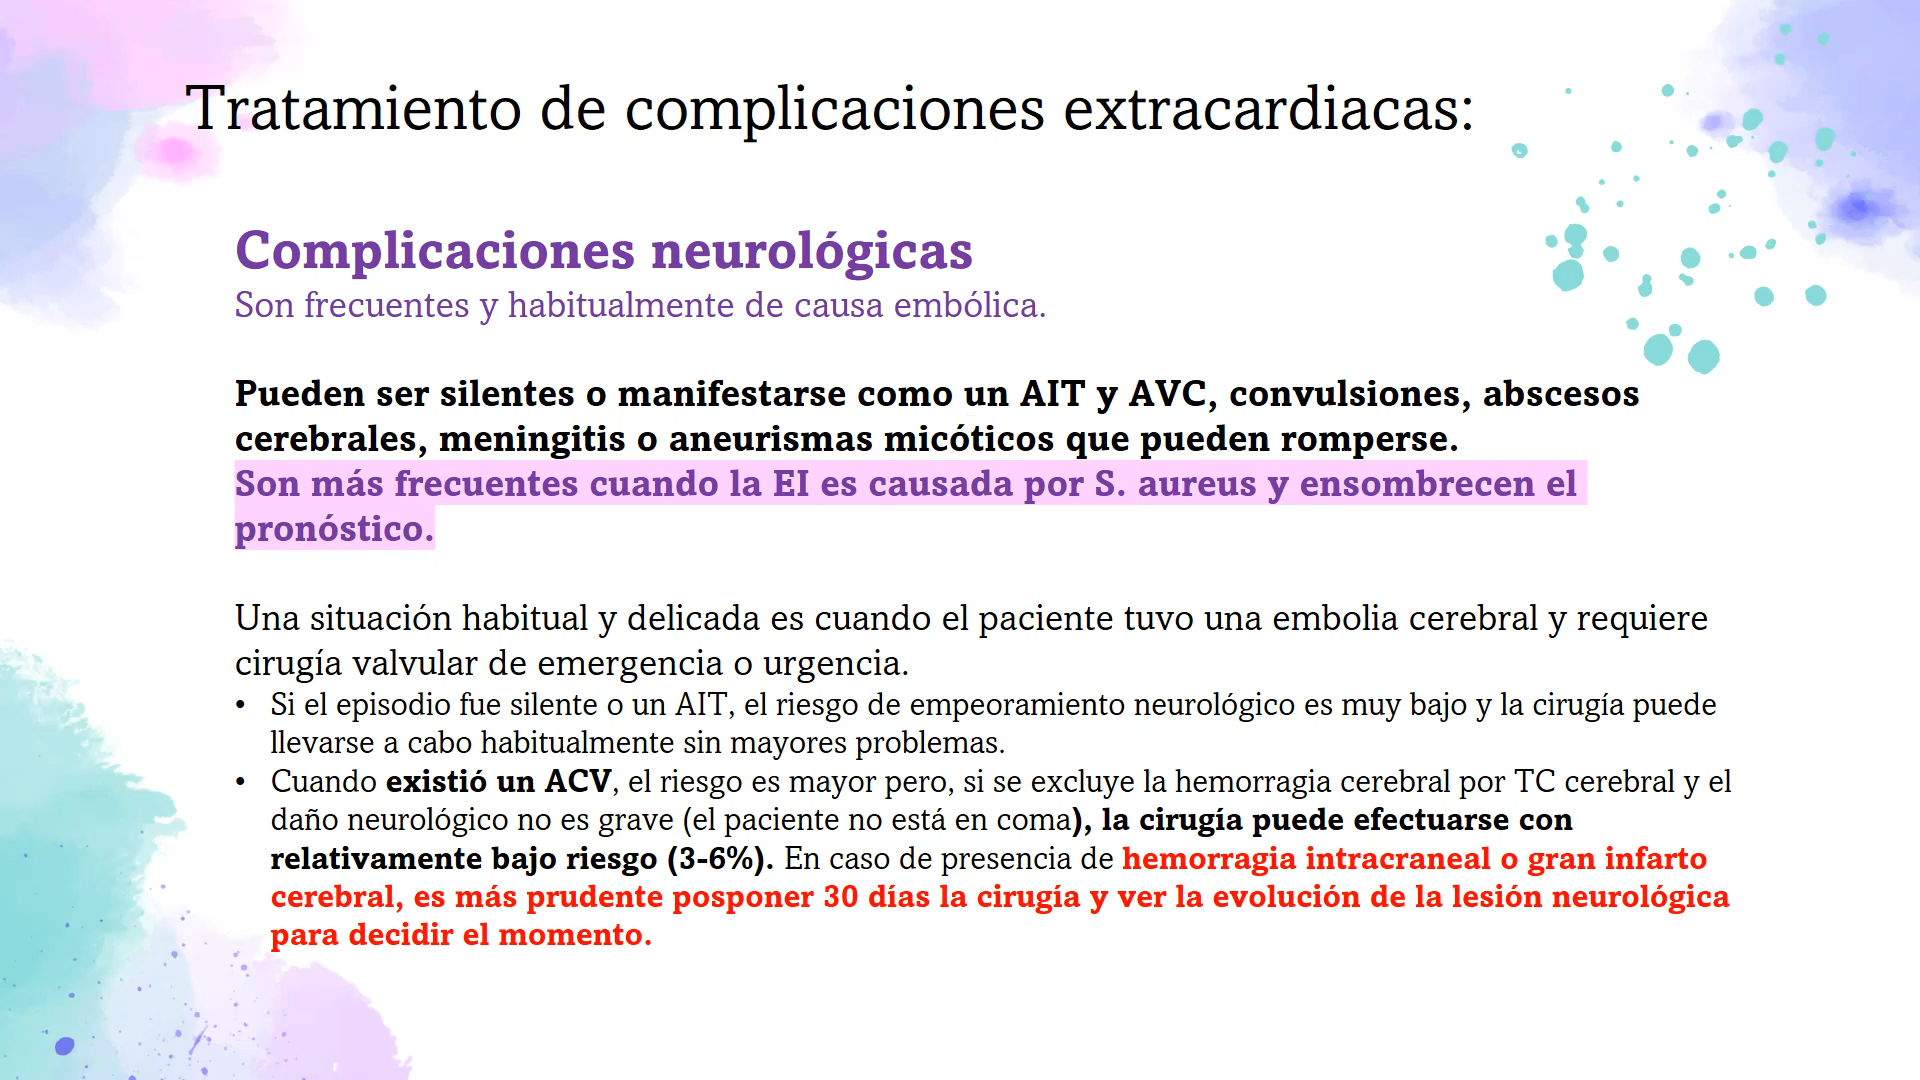 Tratamiento de complicaciones extracardiacas:
Complicaciones neurológicas
Son frecuentes y habitualmente de causa embólica.
Pueden ser silentes o manifestarse como un AIT y AVC, convulsiones, abscesos
cerebrales, meningitis o aneurismas micóticos que pueden romperse.
Son más frecuentes cuando la EI es causada por S. aureus y ensombrecen el
pronóstico.
Una situación habitual y delicada es cuando el paciente tuvo una embolia cerebral y requiere
cirugía valvular de emergencia o urgencia.
• Si el episodio fue silente o un AIT, el riesgo de empeoramiento neurológico es muy bajo y la cirugía puede
llevarse a cabo habitualmente sin mayores problemas.
• Cuando existió un ACV, el riesgo es mayor pero, si se excluye la hemorragia cerebral por TC cerebral y el
daño neurológico no es grave (el paciente no está en coma), la cirugía puede efectuarse con
relativamente bajo riesgo (3-6%). En caso de presencia de hemorragia intracraneal o gran infarto
cerebral, es más prudente posponer 30 días la cirugía y ver la evolución de la lesión neurológica
para decidir el momento.